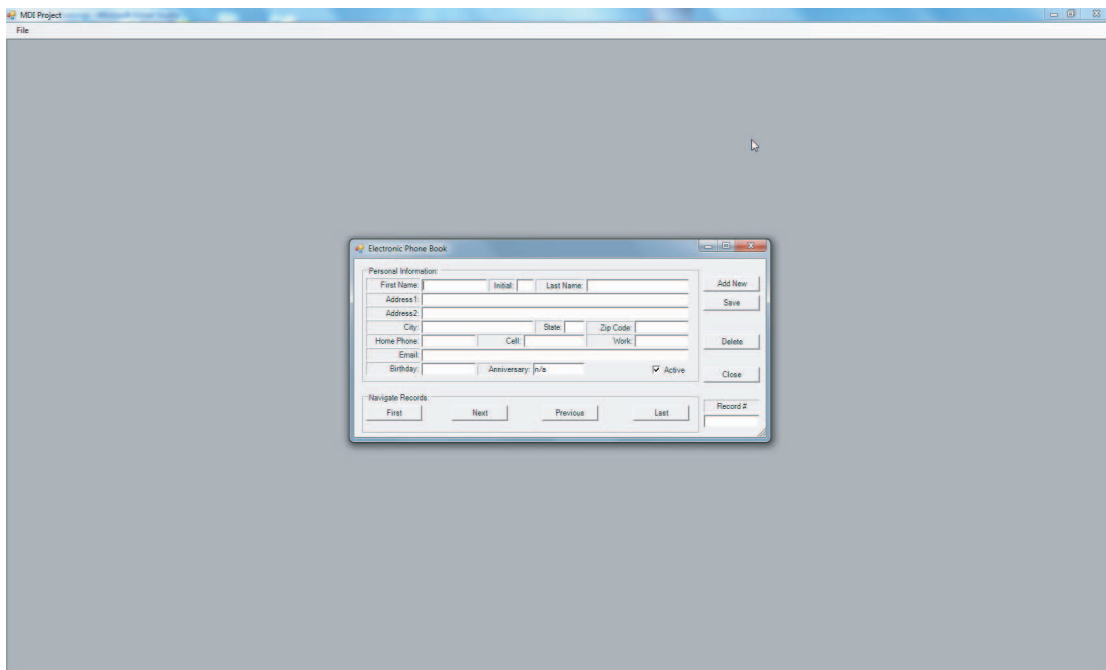 MDI Project
File
Electronic Phone Book
Personal Information:
First Name: Initial: Last Name:
Address1:
Address2:
City: State: Zip Code:
Home Phone: Cell: Work:
Email:
Birthday: Anniversary: n/a Active
Add New
Save
Delete
Close
Record #
Navigate Records:
First Next Previous Last